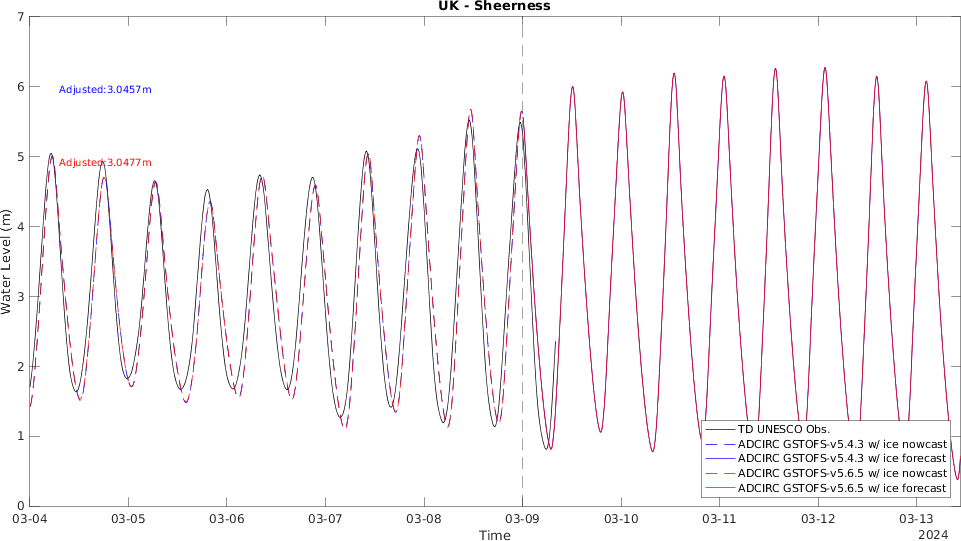 UK - Sheerness
Water Level (m)
7
6
5
4
3
2
1
0
Adjusted:3.0457m
Adjusted:3.0477m
TD UNESCO Obs.
ADCIRC GSTOFS-v5.4.3 w/ ice nowcast
ADCIRC GSTOFS-v5.4.3 w/ ice forecast
ADCIRC GSTOFS-v5.6.5 w/ ice nowcast
ADCIRC GSTOFS-v5.6.5 w/ ice forecast
03-04 03-05 03-06 03-07 03-08 03-09 03-10 03-11 03-12 03-13
Time
2024